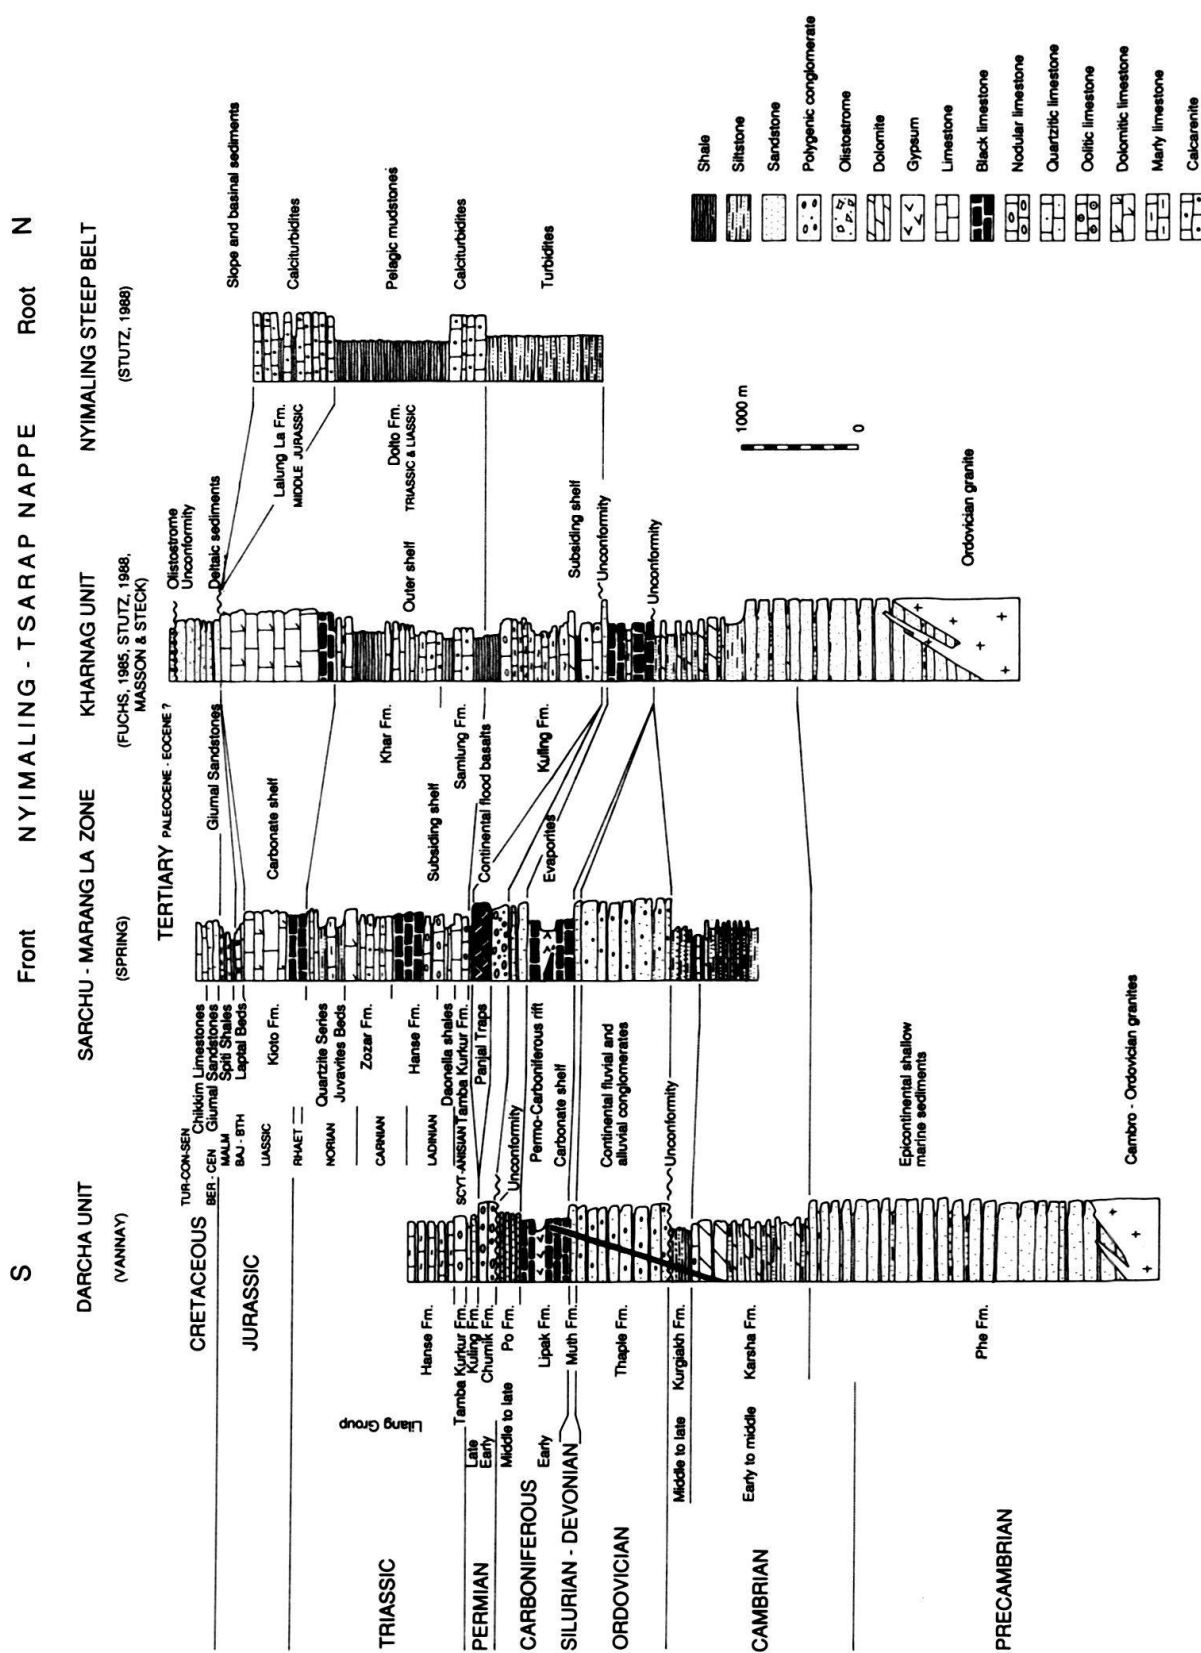 S
Front
NYIMALING - TSARAP NAPPE
Root
N
DARCHA UNIT
(VANNAY)
SARCHU - MARANG LA ZONE
(SPRING)
KHARNAG UNIT
(FUCHS, 1985, STUTZ, 1988,
MASSON & STECK)
NYIMALING STEEP BELT
(STUTZ, 1988)
TERTIARY PALEOCENE - EOCENE ?
CRETACEOUS
JURASSIC
TRIASSIC
PERMIAN
CARBONIFEROUS
SILURIAN - DEVONIAN
ORDOVICIAN
CAMBRIAN
PRECAMBRIAN
Lilang Group
Late
Early
Middle to late
Early
Middle to late
Early to middle
Hanse Fm.
Tamba Kurkur Fm.
Kuling Fm.
Chumik Fm.
Po Fm.
Lipak Fm.
Muth Fm.
Thaple Fm.
Kurgiakh Fm.
Karsha Fm.
Phe Fm.
TUR-CON-SEN
BER - CEN
MALM
BAJ - BTH
LIASSIC
RHAET
NORIAN
CARNIAN
LADINIAN
SCYT-ANISIAN
Chikkim Limestones
Giumal Sandstones
Spiti Shales
Laptal Beds
Kioto Fm.
Quartzite Series
Juvavites Beds
Zozar Fm.
Hanse Fm.
Daonella shales
Tamba Kurkur Fm.
Panjal Traps
Unconformity
Permo-Carboniferous rift
Carbonate shelf
Continental fluvial and
alluvial conglomerates
Unconformity
Epicontinental shallow
marine sediments
Cambro - Ordovician granites
Giumal Sandstones
Carbonate shelf
Khar Fm.
Subsiding shelf
Samlung Fm.
Continental flood basalts
Kuling Fm.
Evaporites
Olistostrome
Unconformity
Deltaic sediments
Lalung La Fm.
MIDDLE JURASSIC
Outer shelf
Dolto Fm.
TRIASSIC & LIASSIC
Subsiding shelf
Unconformity
Unconformity
Ordovician granite
Slope and basinal sediments
Calciturbidites
Pelagic mudstones
Calciturbidites
Turbidites
1000 m
0
Shale
Siltstone
Sandstone
Polygenic conglomerate
Olistostrome
Dolomite
Gypsum
Limestone
Black limestone
Nodular limestone
Quartzitic limestone
Oolitic limestone
Dolomitic limestone
Marly limestone
Calcarenite